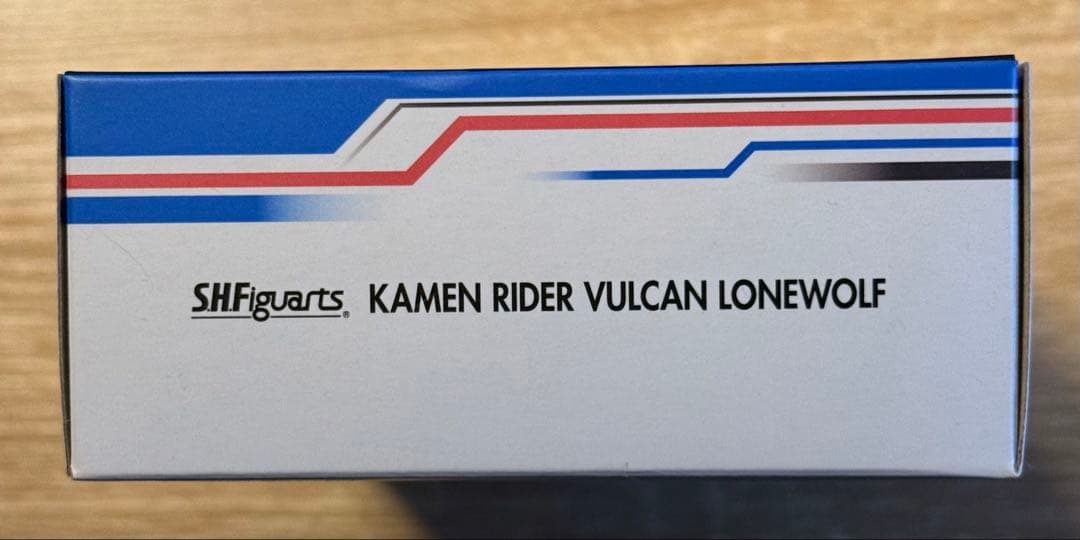 S.H.Figuarts® KAMEN RIDER VULCAN LONEWOLF